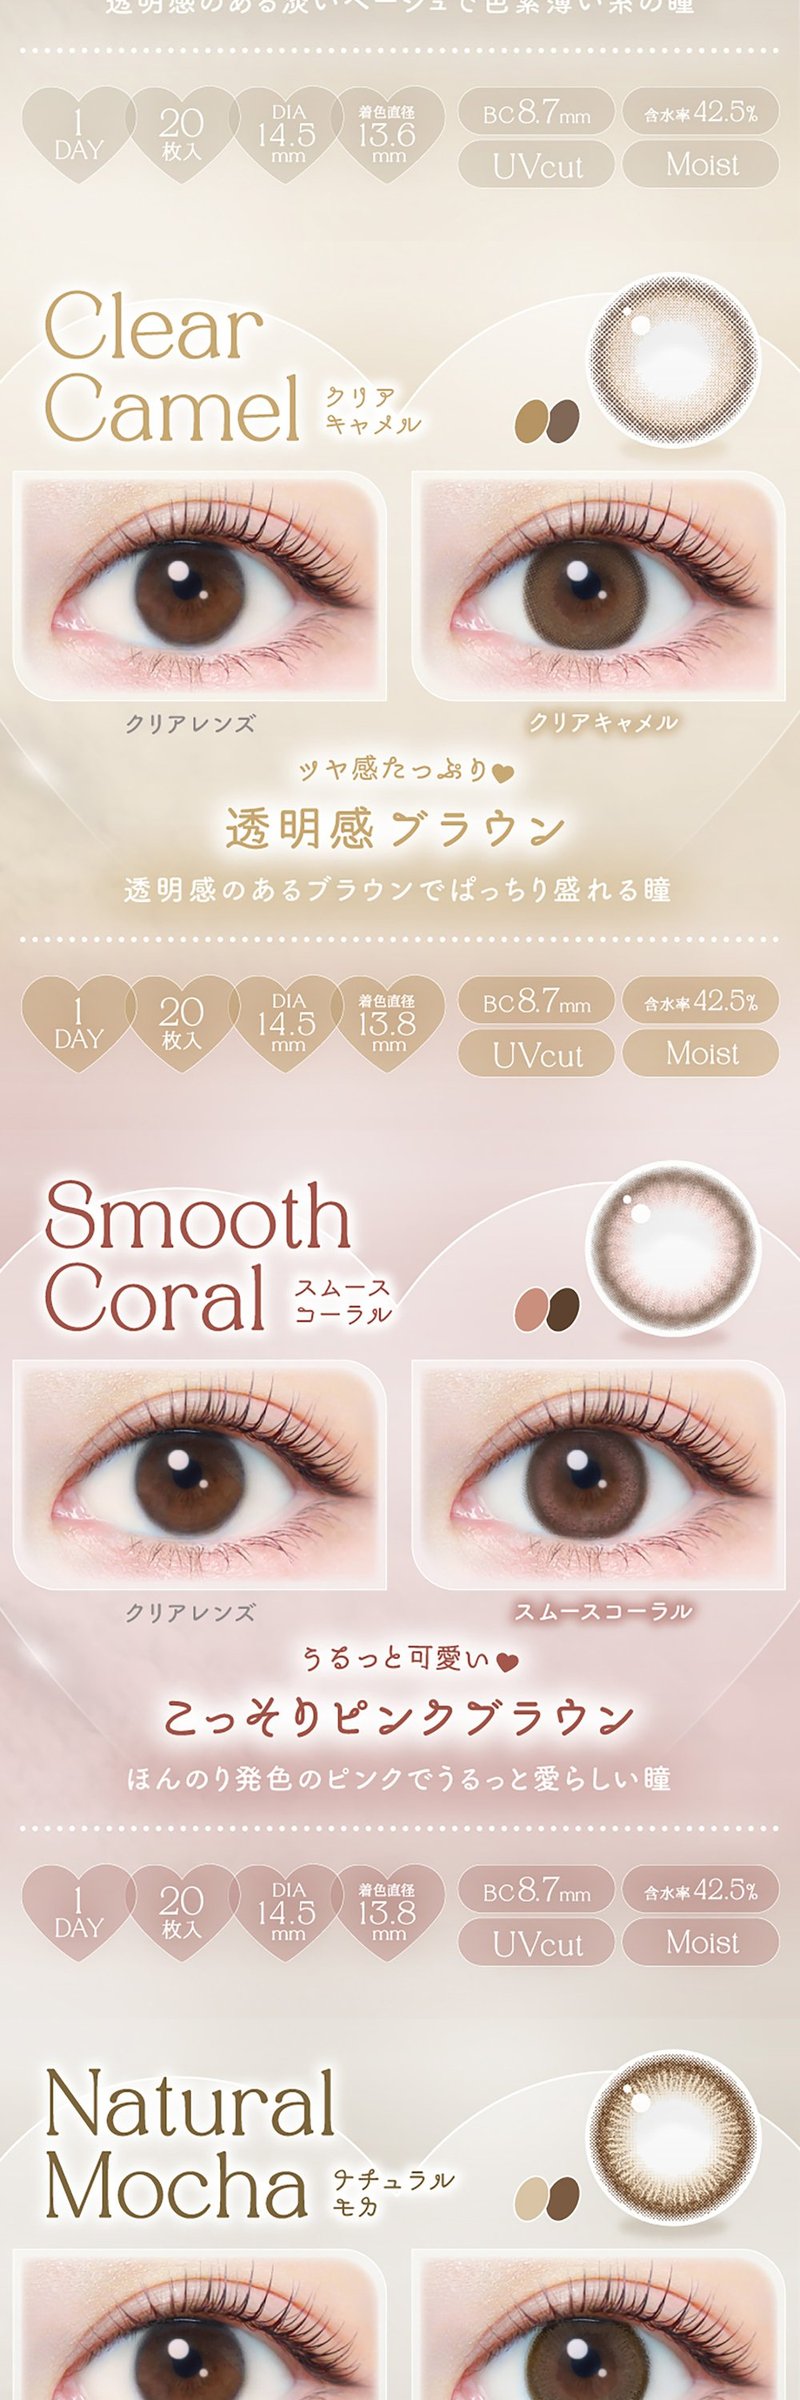 透明感のある淡いベージュで色素薄い系の瞳
1
DAY
20
枚入
DIA
14.5
mm
着色直径
13.6
mm
BC8.7mm
含水率42.5%
UVcut
Moist
Clear
Camel
クリア
キャメル
クリアレンズ
クリアキャメル
ツヤ感たっぷり♥
透明感ブラウン
透明感のあるブラウンでぱっちり盛れる瞳
1
DAY
20
枚入
DIA
14.5
mm
着色直径
13.8
mm
BC8.7mm
含水率42.5%
UVcut
Moist
Smooth
Coral
スムース
コーラル
クリアレンズ
スムースコーラル
うるっと可愛い♥
こっそりピンクブラウン
ほんのり発色のピンクでうるっと愛らしい瞳
1
DAY
20
枚入
DIA
14.5
mm
着色直径
13.8
mm
BC8.7mm
含水率42.5%
UVcut
Moist
Natural
Mocha
ナチュラル
モカ